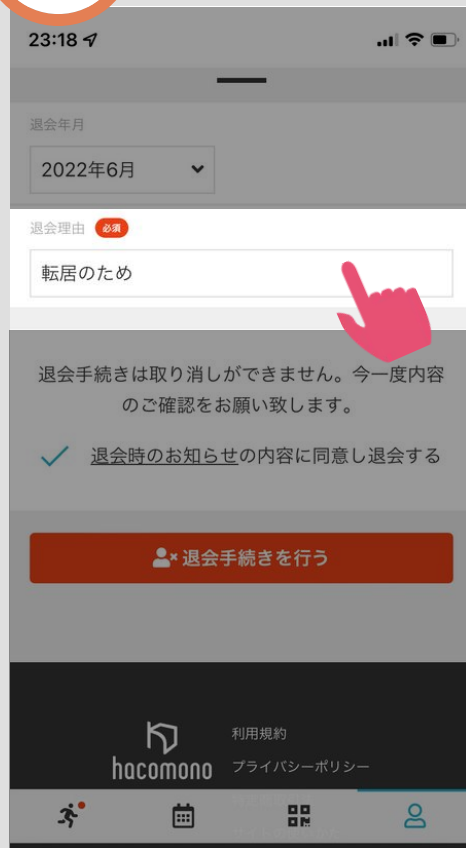 23:18
退会年月
2022年6月
退会理由 必須
転居のため
退会手続きは取り消しができません。今一度内容
のご確認をお願い致します。
退会時のお知らせの内容に同意し退会する
退会手続きを行う
利用規約
hacomono プライバシーポリシー